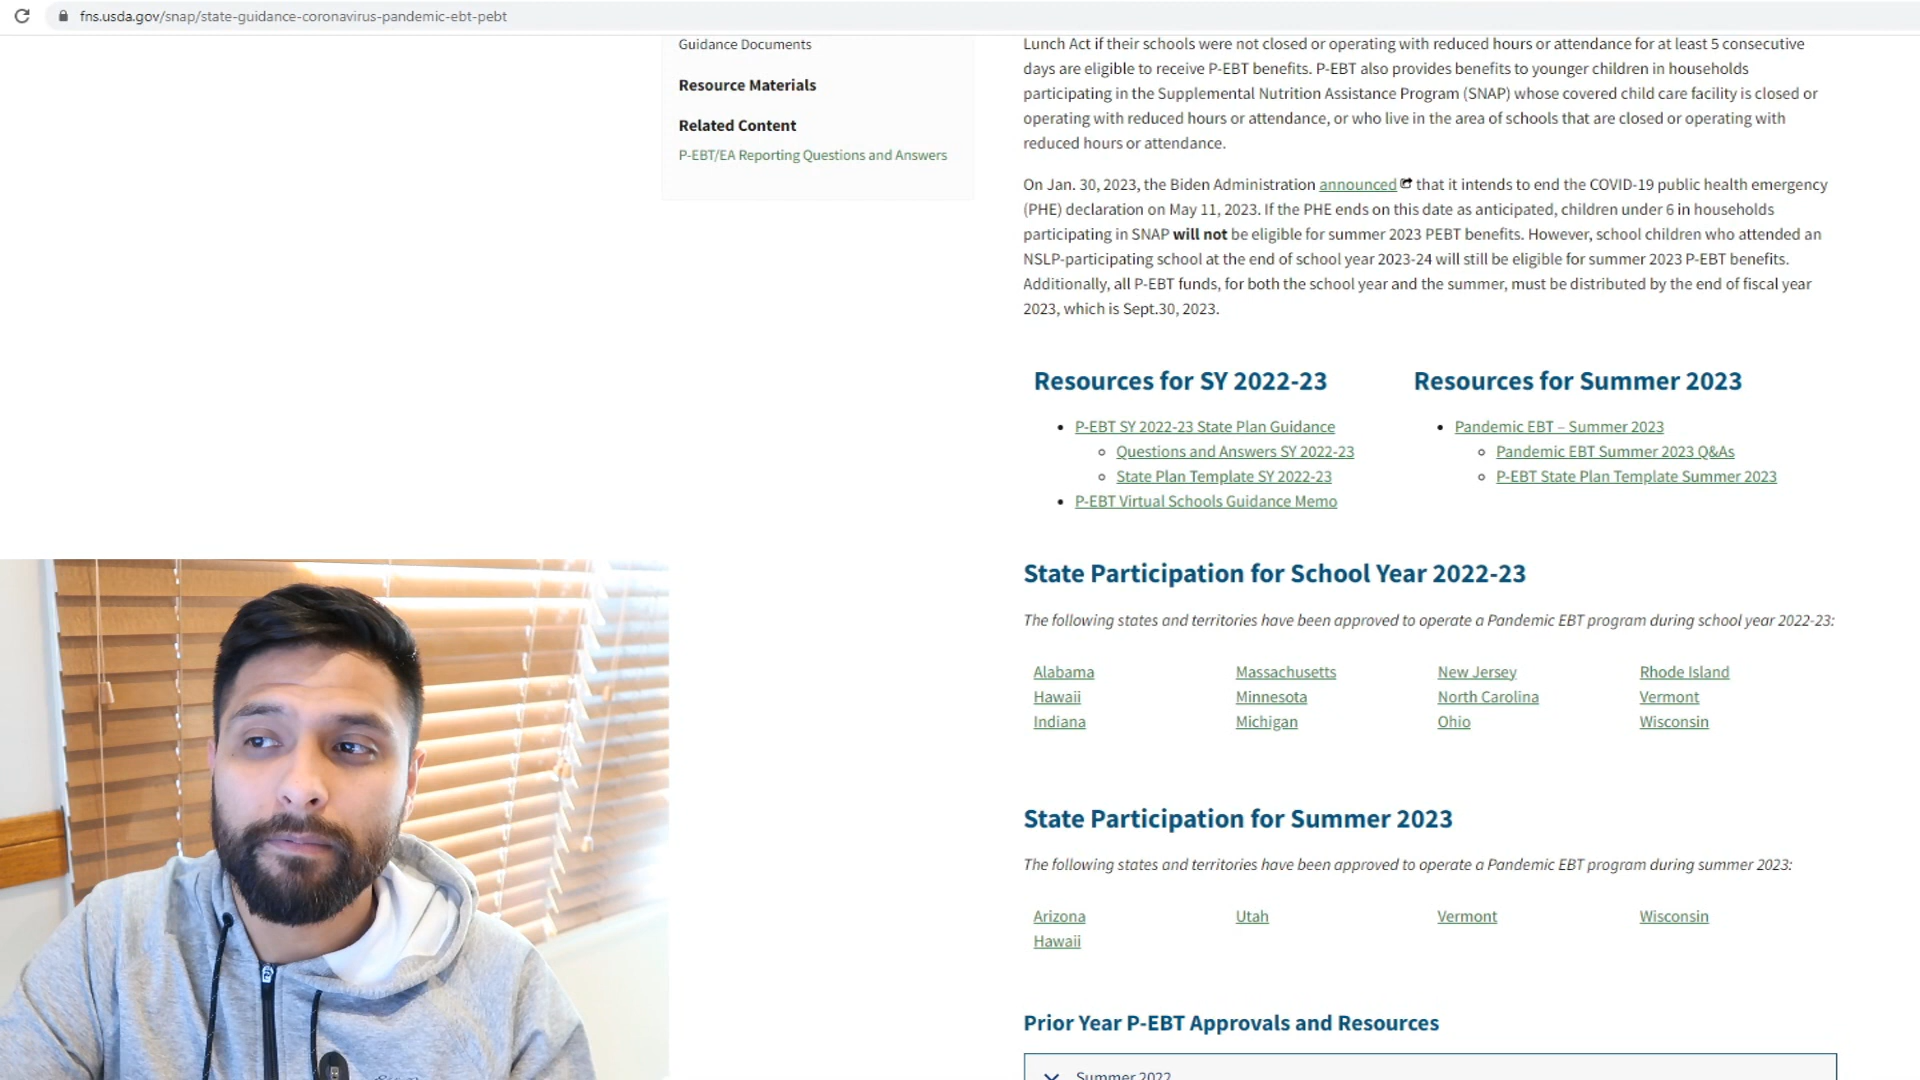 fns.usda.gov/snap/state-guidance-coronavirus-pandemic-ebt-pebt
Guidance Documents
Resource Materials
Related Content
P-EBT/EA Reporting Questions and Answers
Lunch Act if their schools were not closed or operating with reduced hours or attendance for at least 5 consecutive
days are eligible to receive P-EBT benefits. P-EBT also provides benefits to younger children in households
participating in the Supplemental Nutrition Assistance Program (SNAP) whose covered child care facility is closed or
operating with reduced hours or attendance, or who live in the area of schools that are closed or operating with
reduced hours or attendance.
On Jan. 30, 2023, the Biden Administration announced that it intends to end the COVID-19 public health emergency
(PHE) declaration on May 11, 2023. If the PHE ends on this date as anticipated, children under 6 in households
participating in SNAP will not be eligible for summer 2023 PEBT benefits. However, school children who attended an
NSLP-participating school at the end of school year 2023-24 will still be eligible for summer 2023 P-EBT benefits.
Additionally, all P-EBT funds, for both the school year and the summer, must be distributed by the end of fiscal year
2023, which is Sept.30, 2023.
Resources for SY 2022-23
P-EBT SY 2022-23 State Plan Guidance
Questions and Answers SY 2022-23
State Plan Template SY 2022-23
P-EBT Virtual Schools Guidance Memo
Resources for Summer 2023
Pandemic EBT – Summer 2023
Pandemic EBT Summer 2023 Q&As
P-EBT State Plan Template Summer 2023
State Participation for School Year 2022-23
The following states and territories have been approved to operate a Pandemic EBT program during school year 2022-23:
Alabama Massachusetts New Jersey Rhode Island
Hawaii Minnesota North Carolina Vermont
Indiana Michigan Ohio Wisconsin
State Participation for Summer 2023
The following states and territories have been approved to operate a Pandemic EBT program during summer 2023:
Arizona Utah Vermont Wisconsin
Hawaii
Prior Year P-EBT Approvals and Resources
Summer 2022